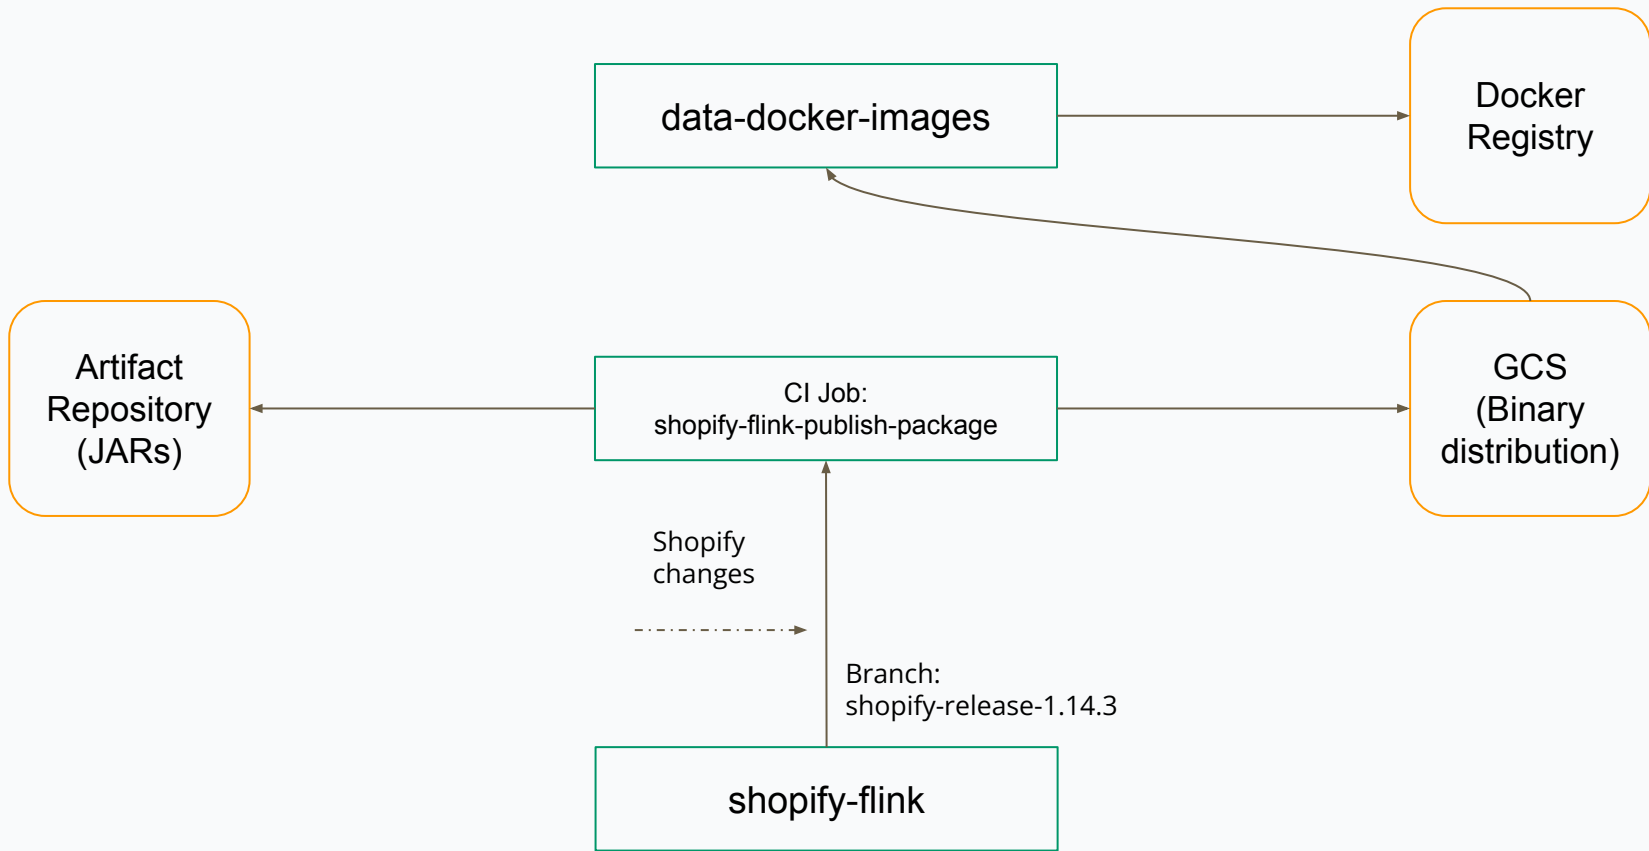 data-docker-images
Docker
Registry
Artifact
Repository
(JARs)
CI Job:
shopify-flink-publish-package
GCS
(Binary
distribution)
Shopify
changes
Branch:
shopify-release-1.14.3
shopify-flink